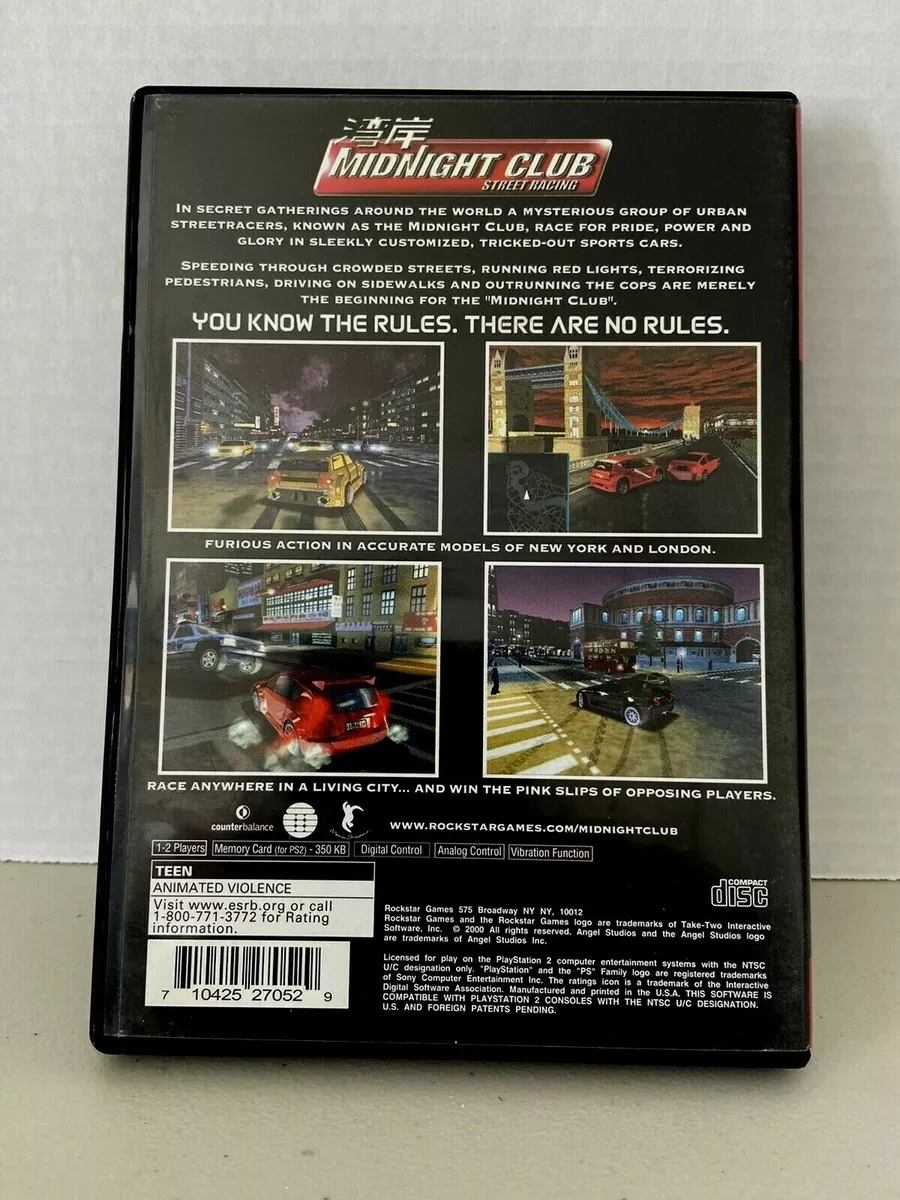 湾岸
MIDNIGHT CLUB
STREET RACING
IN SECRET GATHERINGS AROUND THE WORLD A MYSTERIOUS GROUP OF URBAN
STREETRACERS, KNOWN AS THE MIDNIGHT CLUB, RACE FOR PRIDE, POWER AND
GLORY IN SLEEKLY CUSTOMIZED, TRICKED-OUT SPORTS CARS.
SPEEDING THROUGH CROWDED STREETS, RUNNING RED LIGHTS, TERRORIZING
PEDESTRIANS, DRIVING ON SIDEWALKS AND OUTRUNNING THE COPS ARE MERELY
THE BEGINNING FOR THE "MIDNIGHT CLUB".
YOU KNOW THE RULES. THERE ARE NO RULES.
FURIOUS ACTION IN ACCURATE MODELS OF NEW YORK AND LONDON.
RACE ANYWHERE IN A LIVING CITY... AND WIN THE PINK SLIPS OF OPPOSING PLAYERS.
counterbalance
WWW.ROCKSTARGAMES.COM/MIDNIGHTCLUB
1-2 Players Memory Card (for PS2) - 350 KB Digital Control Analog Control Vibration Function
TEEN
ANIMATED VIOLENCE
Visit www.esrb.org or call
1-800-771-3772 for Rating
information.
COMPACT
disc
Rockstar Games 575 Broadway NY NY, 10012
Rockstar Games and the Rockstar Games logo are trademarks of Take-Two Interactive
Software, Inc. © 2000 All rights reserved. Angel Studios and the Angel Studios logo
are trademarks of Angel Studios Inc.
Licensed for play on the PlayStation 2 computer entertainment systems with the NTSC
U/C designation only. "PlayStation" and the "PS" Family logo are registered trademarks
of Sony Computer Entertainment Inc. The ratings icon is a trademark of the Interactive
Digital Software Association. Manufactured and printed in the U.S.A. THIS SOFTWARE IS
COMPATIBLE WITH PLAYSTATION 2 CONSOLES WITH THE NTSC U/C DESIGNATION.
U.S. AND FOREIGN PATENTS PENDING.
7 10425 27052 9